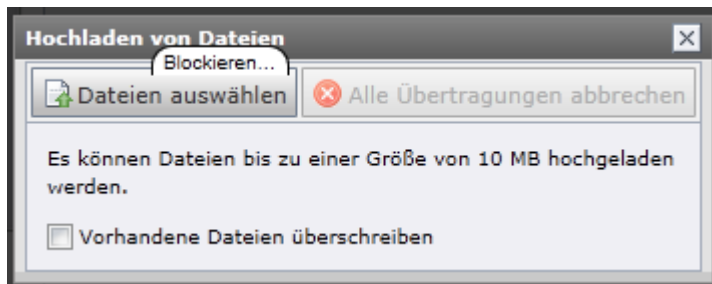 Hochladen von Dateien
Blockieren...
Dateien auswählen Alle Übertragungen abbrechen
Es können Dateien bis zu einer Größe von 10 MB hochgeladen
werden.
Vorhandene Dateien überschreiben